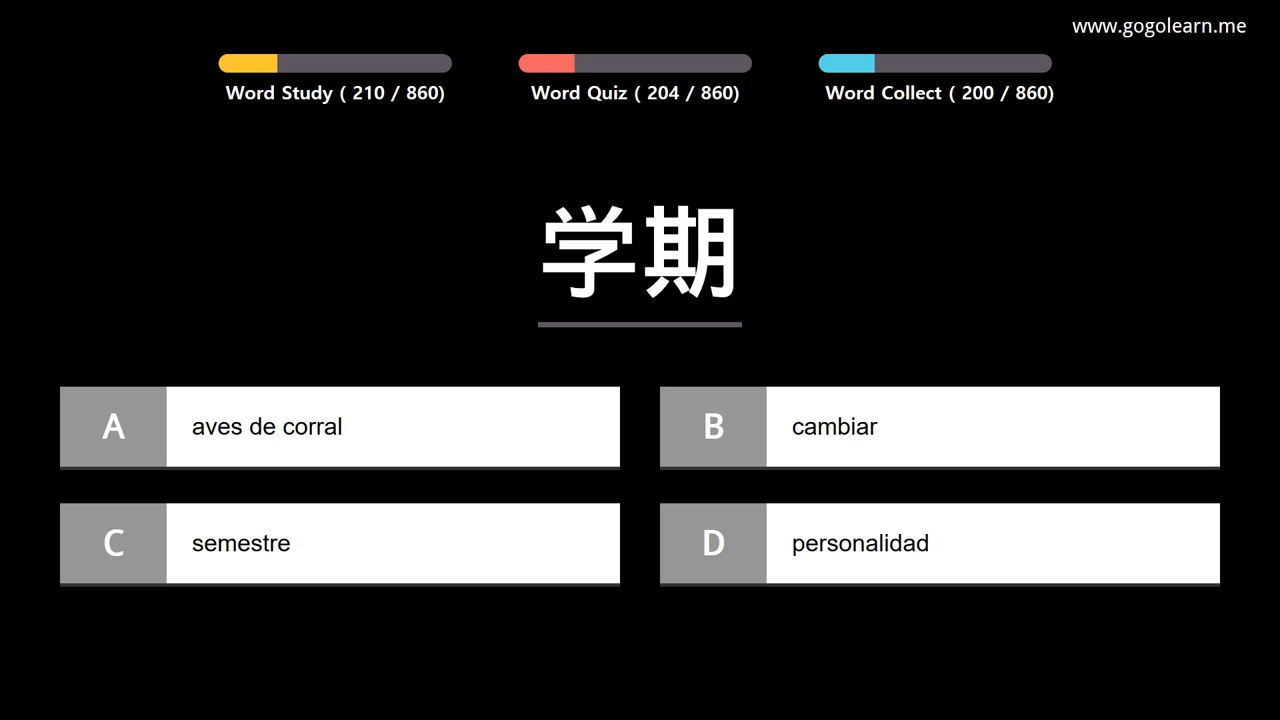 www.gogolearn.me
Word Study ( 210 / 860)
Word Quiz ( 204 / 860)
Word Collect ( 200 / 860)
学期
A aves de corral
B cambiar
C semestre
D personalidad